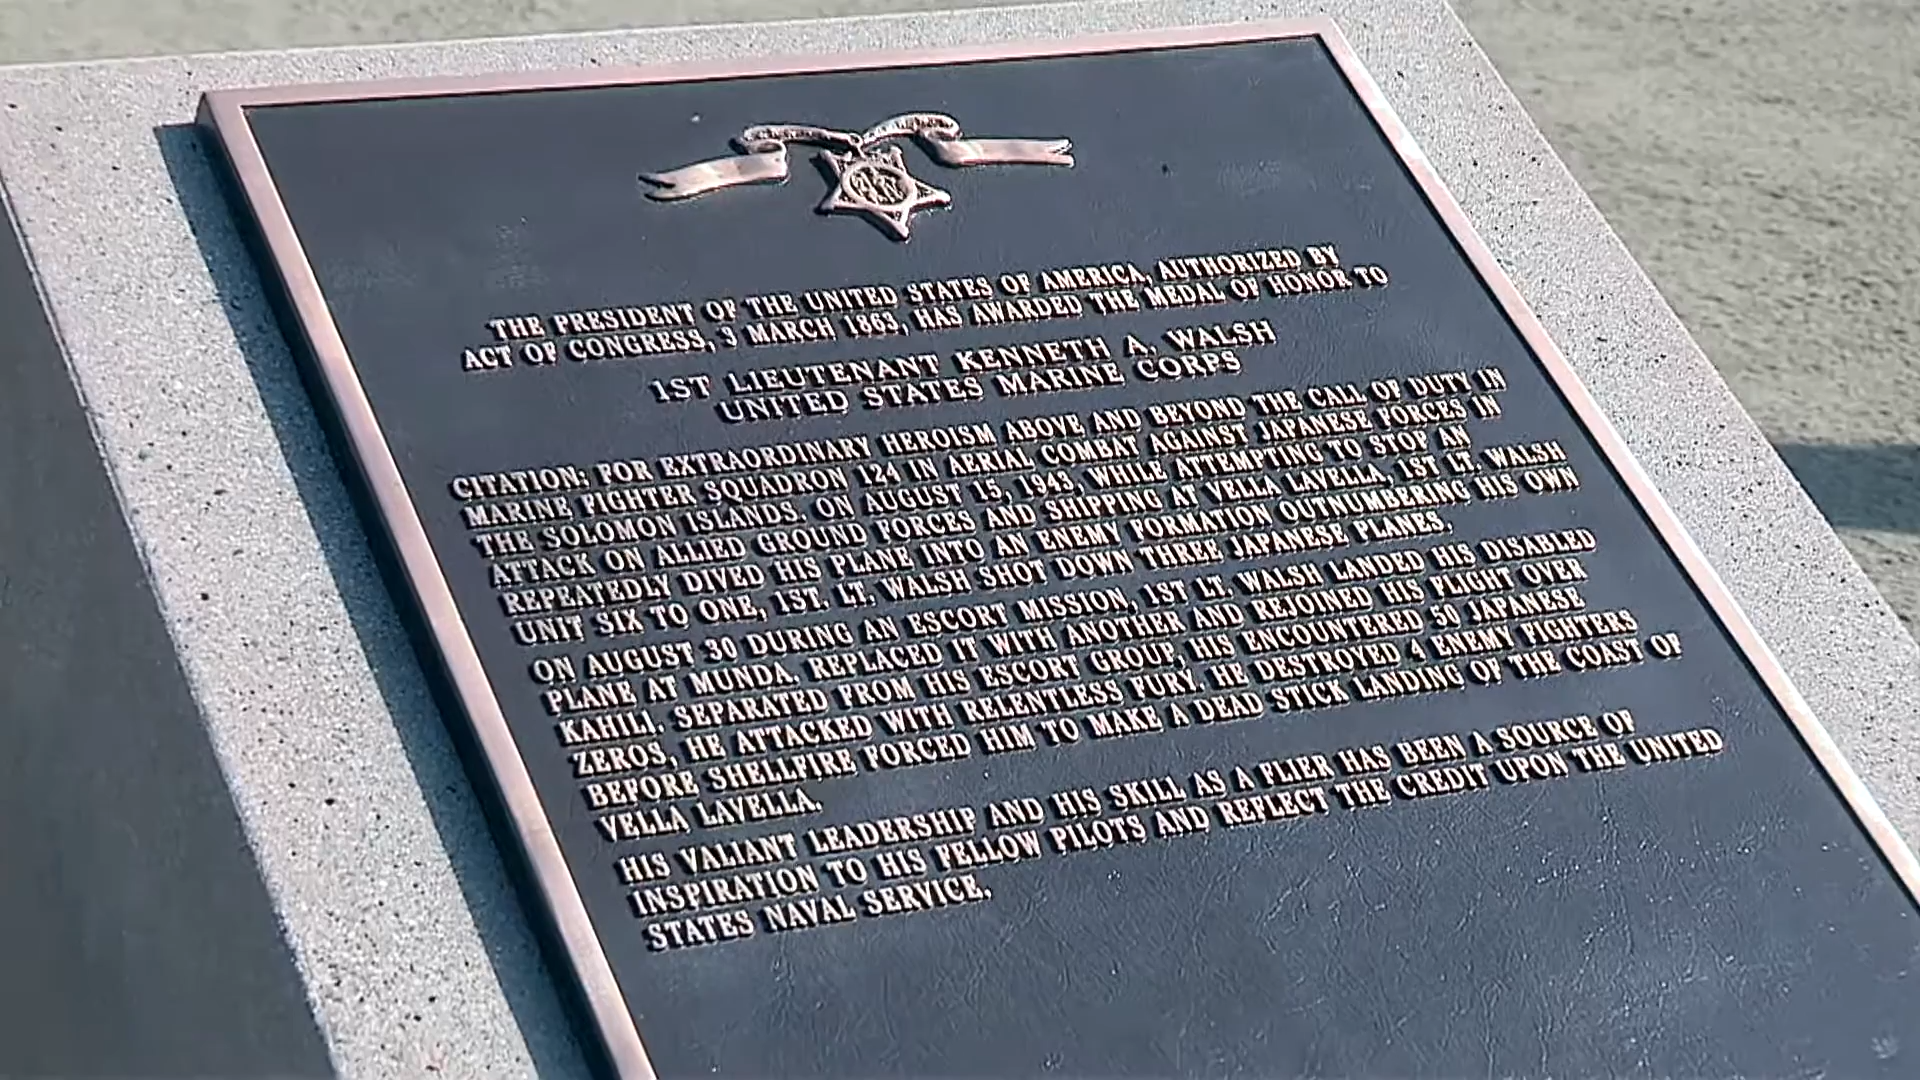 THE PRESIDENT OF THE UNITED STATES OF AMERICA, AUTHORIZED BY
ACT OF CONGRESS, 3 MARCH 1863, HAS AWARDED THE MEDAL OF HONOR TO
1ST LIEUTENANT KENNETH A. WALSH
UNITED STATES MARINE CORPS
CITATION: FOR EXTRAORDINARY HEROISM ABOVE AND BEYOND THE CALL OF DUTY IN
MARINE FIGHTER SQUADRON 124 IN AERIAL COMBAT AGAINST JAPANESE FORCES IN
THE SOLOMON ISLANDS. ON AUGUST 15, 1943, WHILE ATTEMPTING TO STOP AN
ATTACK ON ALLIED GROUND FORCES AND SHIPPING AT VELLA LAVELLA, 1ST LT. WALSH
REPEATEDLY DIVED HIS PLANE INTO AN ENEMY FORMATION OUTNUMBERING HIS OWN
UNIT SIX TO ONE, 1ST. LT. WALSH SHOT DOWN THREE JAPANESE PLANES.
ON AUGUST 30 DURING AN ESCORT MISSION, 1ST LT. WALSH LANDED HIS DISABLED
PLANE AT MUNDA, REPLACED IT WITH ANOTHER AND REJOINED HIS FLIGHT OVER
KAHILI. SEPARATED FROM HIS ESCORT GROUP, HIS ENCOUNTERED 50 JAPANESE
ZEROS, HE ATTACKED WITH RELENTLESS FURY. HE DESTROYED 4 ENEMY FIGHTERS
BEFORE SHELLFIRE FORCED HIM TO MAKE A DEAD STICK LANDING OF THE COAST OF
VELLA LAVELLA.
HIS VALIANT LEADERSHIP AND HIS SKILL AS A FLIER HAS BEEN A SOURCE OF
INSPIRATION TO HIS FELLOW PILOTS AND REFLECT THE CREDIT UPON THE UNITED
STATES NAVAL SERVICE.